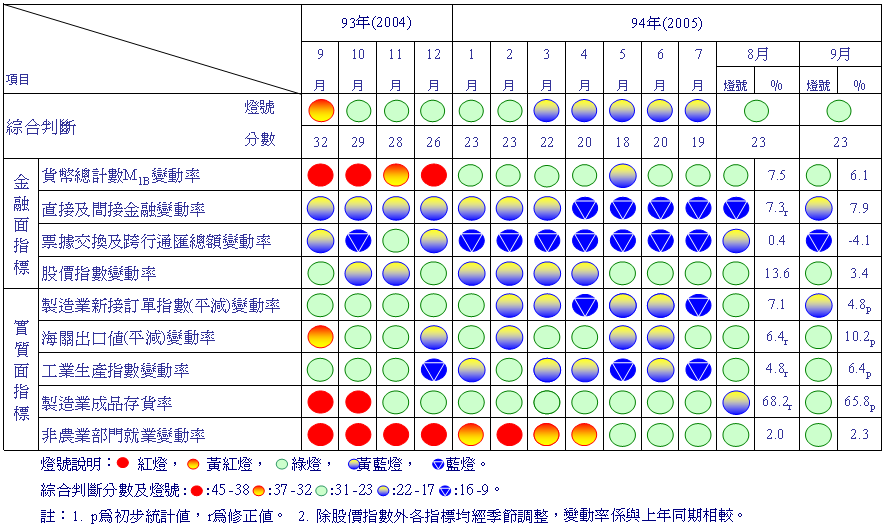 93年(2004) 94年(2005)
項目 9月 10月 11月 12月 1月 2月 3月 4月 5月 6月 7月 8月 9月
燈號 % 燈號 %
綜合判斷 燈號
分數 32 29 28 26 23 23 22 20 18 20 19 23 23
金融面指標
貨幣總計數M1B變動率 7.5 6.1
直接及間接金融變動率 7.3r 7.9
票據交換及跨行通匯總額變動率 0.4 -4.1
股價指數變動率 13.6 3.4
實質面指標
製造業新接訂單指數(平減)變動率 7.1 4.8p
海關出口值(平減)變動率 6.4r 10.2p
工業生產指數變動率 4.8r 6.4p
製造業成品存貨率 68.2r 65.8p
非農業部門就業變動率 2.0 2.3
燈號說明：紅燈，黃紅燈，綠燈，黃藍燈，藍燈。
綜合判斷分數及燈號::45-38 :37-32 :31-23 :22-17 :16-9。
註：1. p為初步統計值，r為修正值。 2. 除股價指數外各指標均經季節調整，變動率係與上年同期相較。